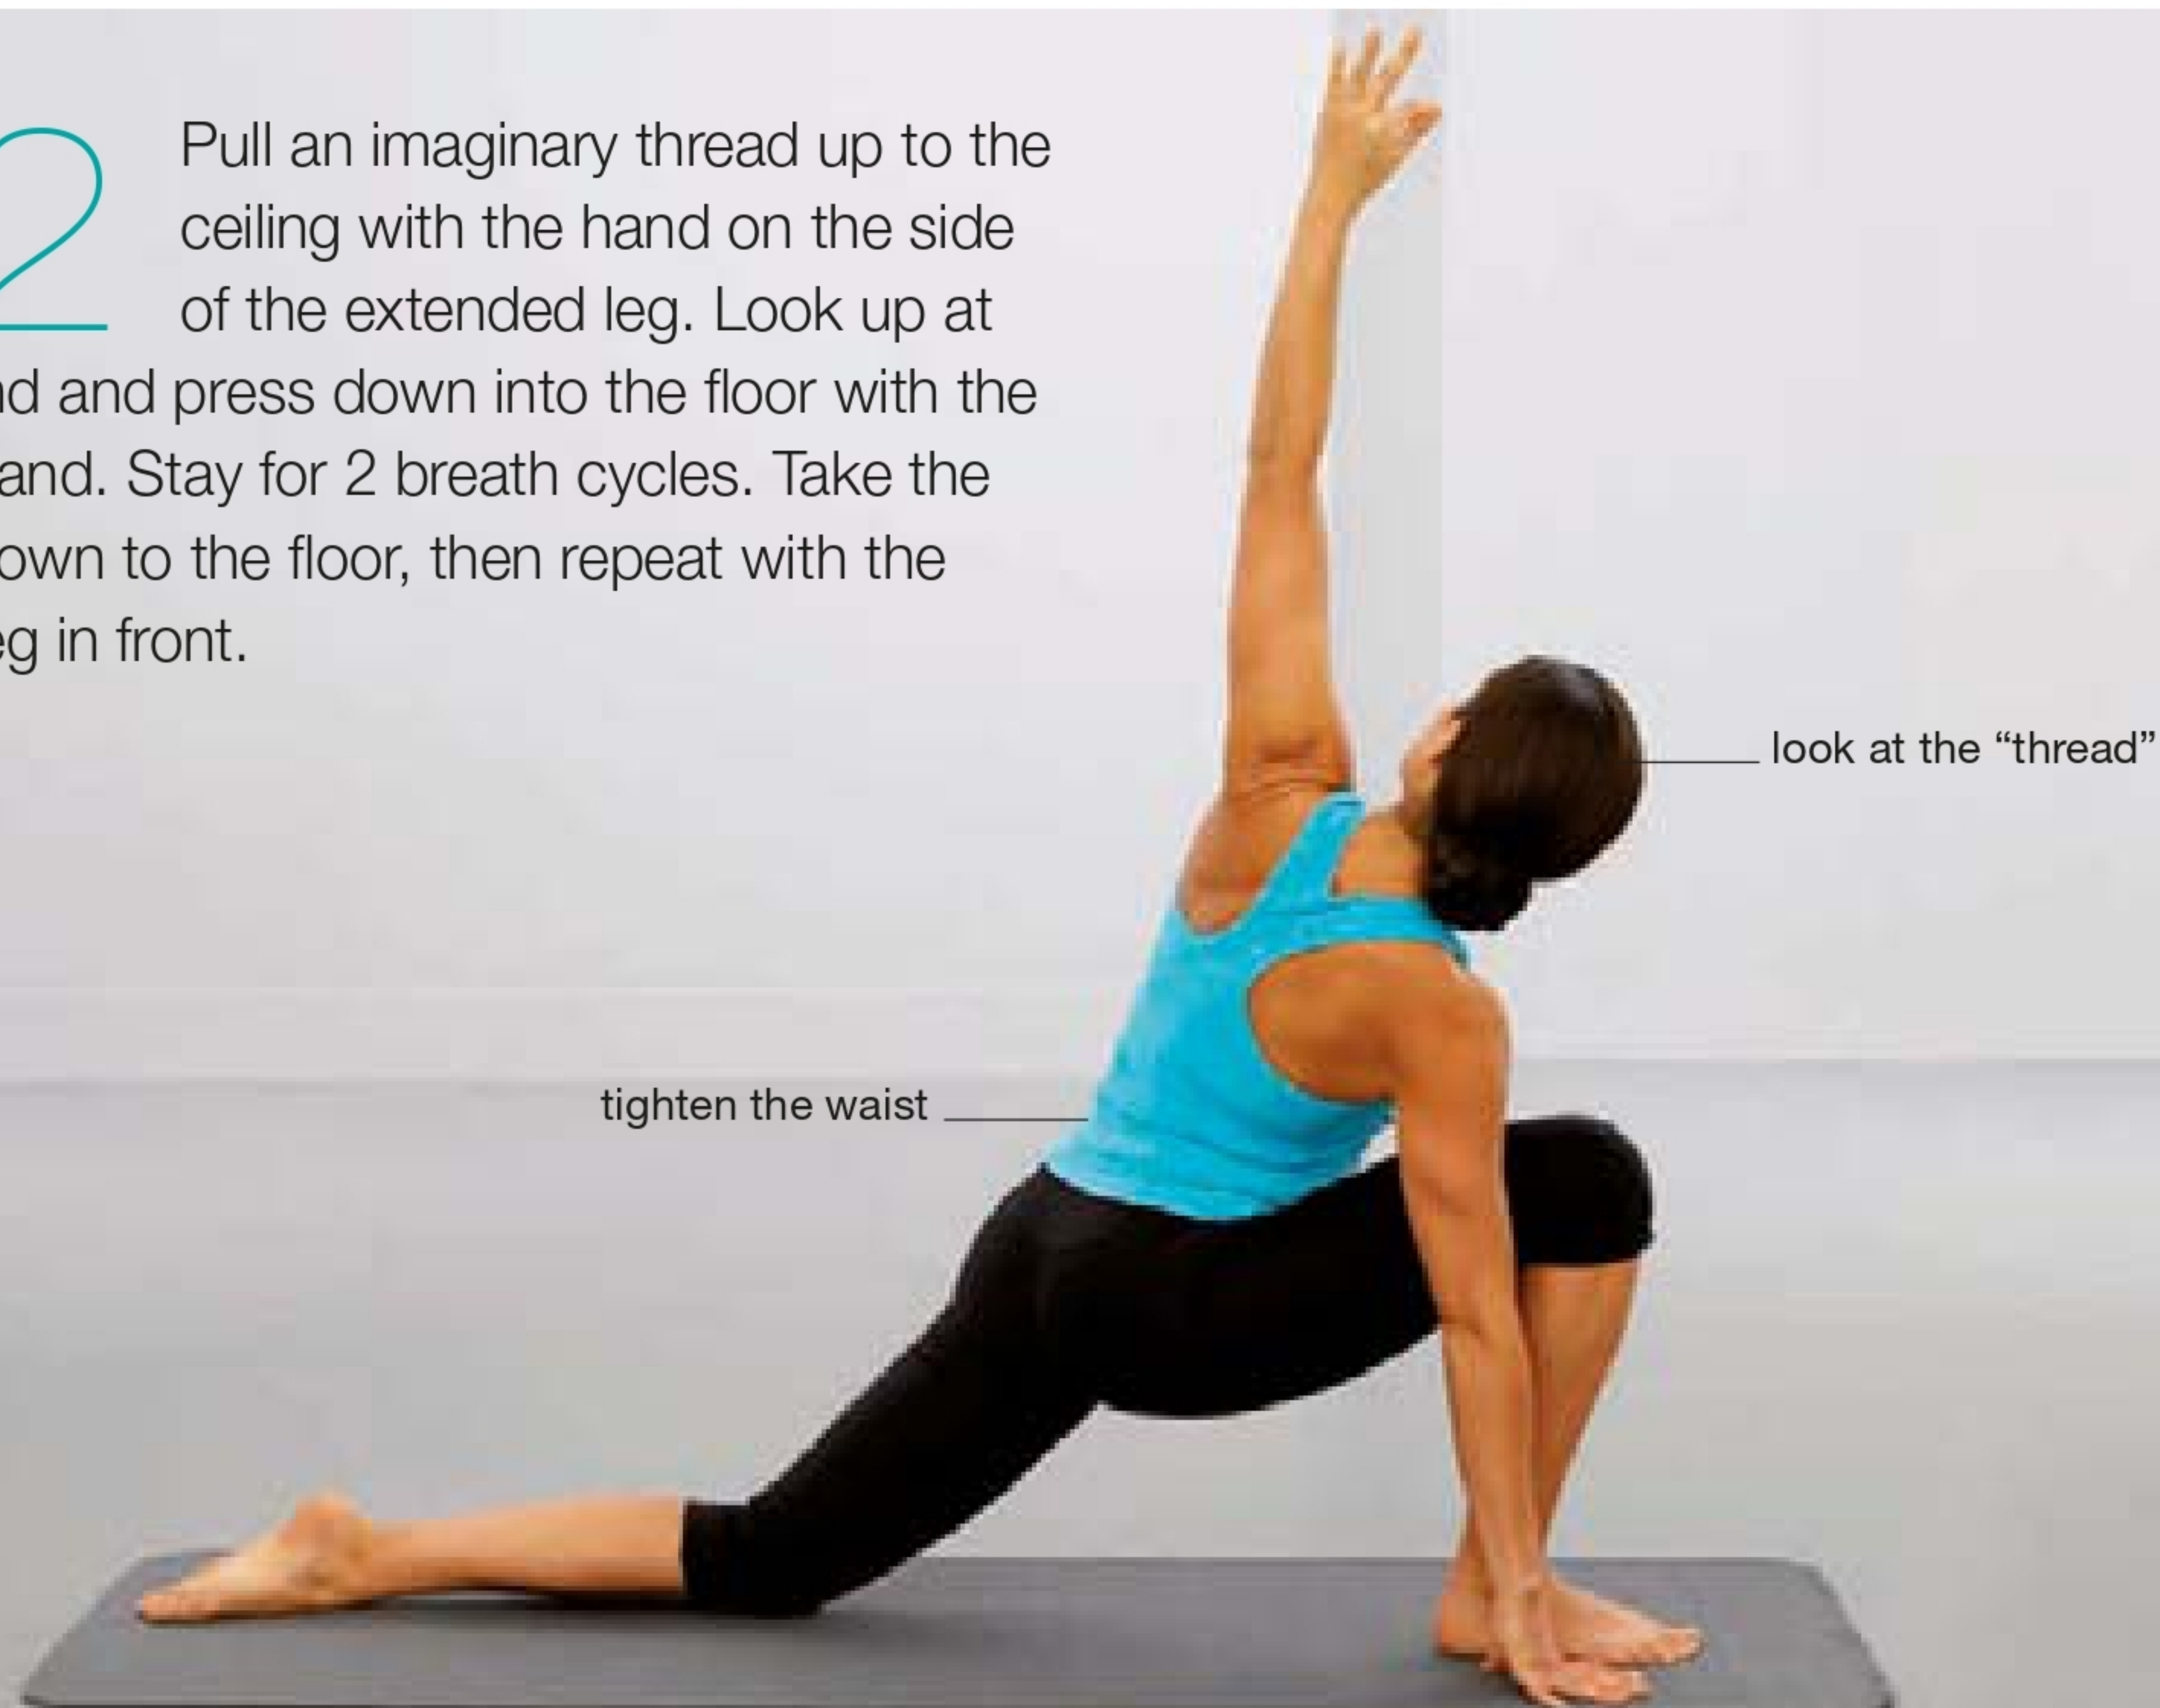 2
Pull an imaginary thread up to the
ceiling with the hand on the side
of the extended leg. Look up at
and press down into the floor with the
Stay for 2 breath cycles. Take the
to the floor, then repeat with the
in front.
look at the “thread”
tighten the waist